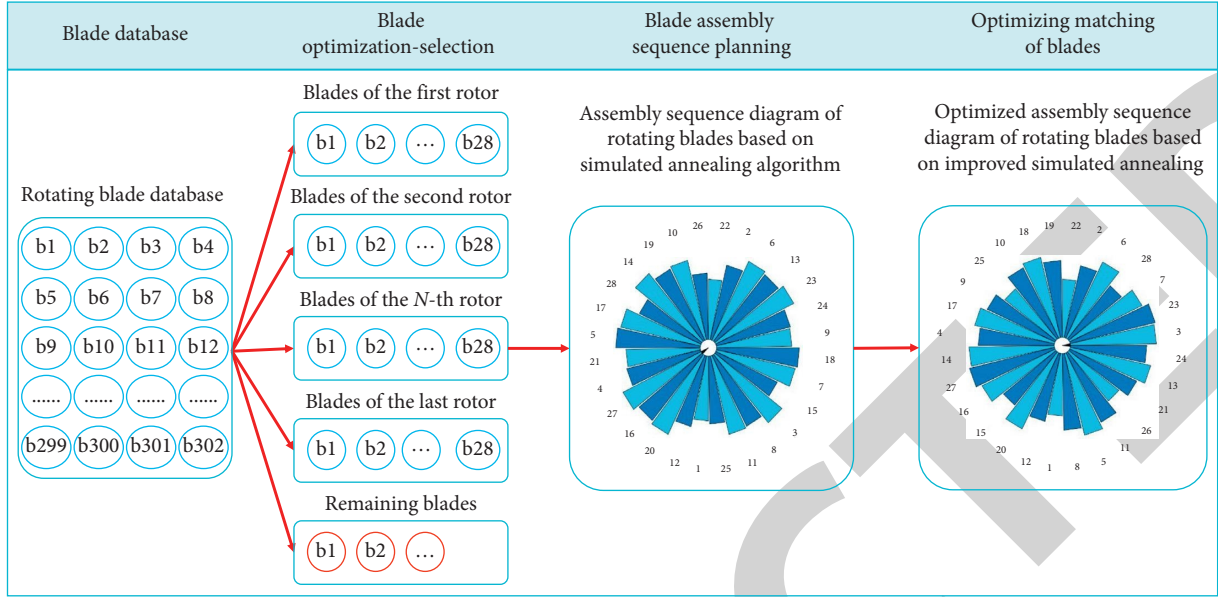 Blade database
Blade
optimization-selection
Blade assembly
sequence planning
Optimizing matching
of blades
Rotating blade database
b1 b2 b3 b4
b5 b6 b7 b8
b9 b10 b11 b12
...... ...... ...... ......
b299 b300 b301 b302
Blades of the first rotor
b1 b2 ... b28
Blades of the second rotor
b1 b2 ... b28
Blades of the N-th rotor
b1 b2 ... b28
Blades of the last rotor
b1 b2 ... b28
Remaining blades
b1 b2 ...
Assembly sequence diagram of
rotating blades based on
simulated annealing algorithm
22
2
6
13
23
24
9
18
7
15
3
8
11
25
1
12
20
16
27
4
21
5
17
28
14
19
10
26
Optimized assembly sequence
diagram of rotating blades based
on improved simulated annealing
22
2
6
28
7
23
3
24
13
21
26
11
5
8
1
12
20
15
16
27
14
4
17
9
25
10
18
19